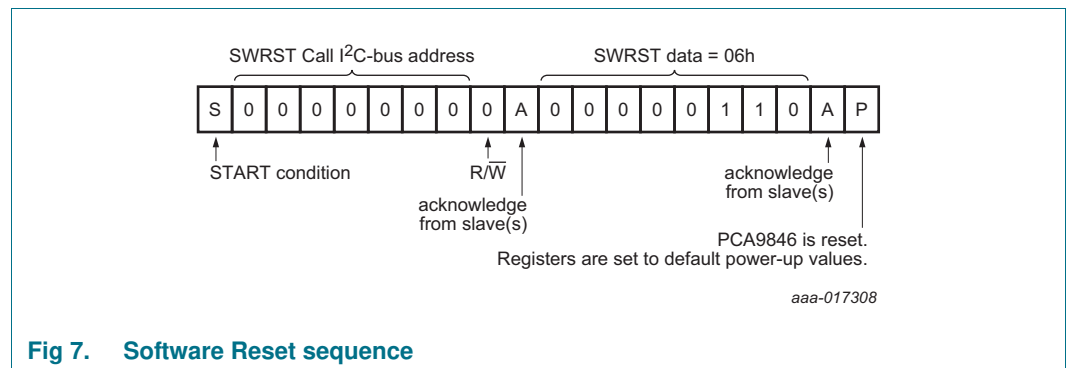 SWRST Call I2C-bus address
SWRST data = 06h
S 0 0 0 0 0 0 0 0 A 0 0 0 0 0 1 1 0 A P
START condition
R/W̅
acknowledge
from slave(s)
acknowledge
from slave(s)
PCA9846 is reset.
Registers are set to default power-up values.
aaa-017308
Fig 7. Software Reset sequence